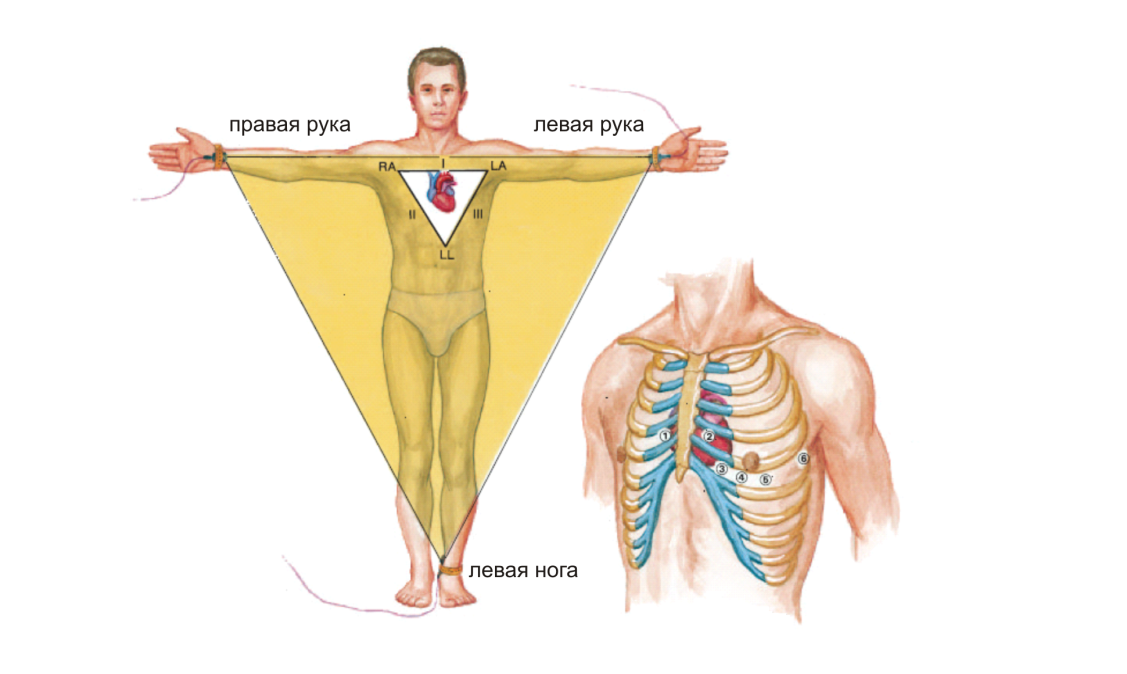 правая рука
левая рука
RA
I
LA
II
III
LL
левая нога
1
2
3
4
5
6